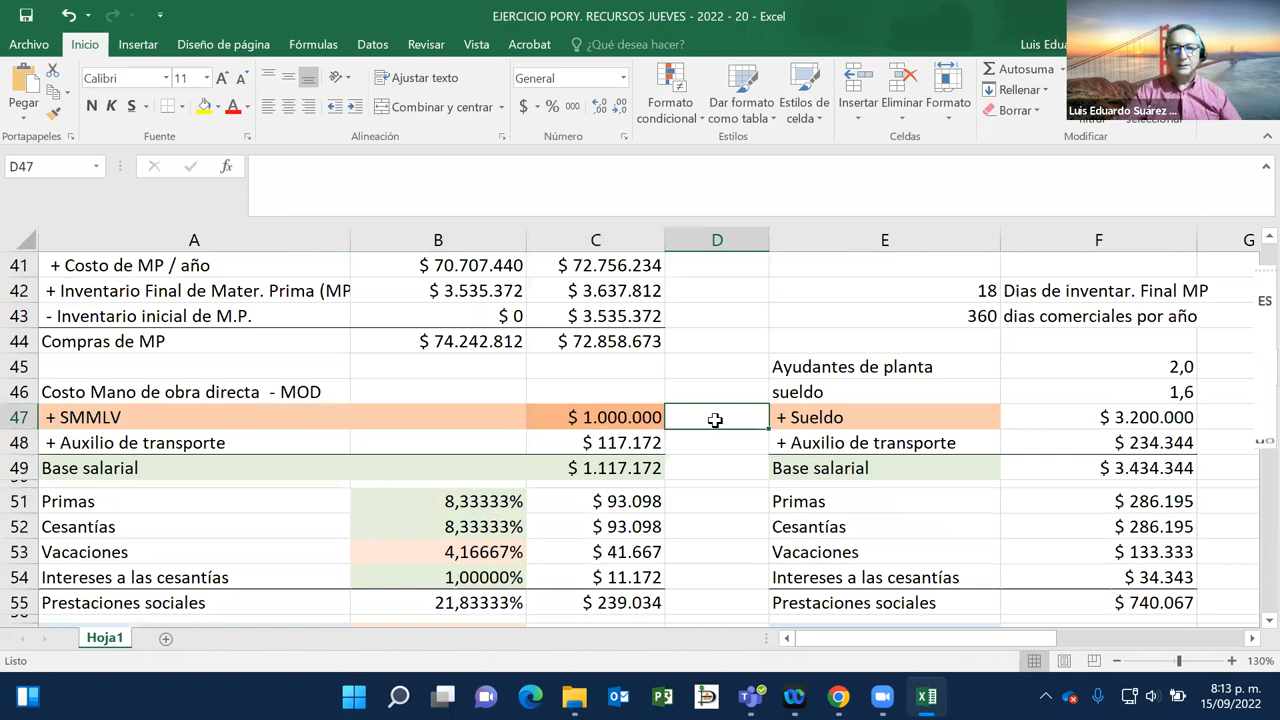 EJERCICIO PORY. RECURSOS JUEVES - 2022 - 20 - Excel
Luis Edu
Archivo Inicio Insertar Diseño de página Fórmulas Datos Revisar Vista Acrobat ¿Qué desea hacer?
Luis Eduardo Suárez ...
Pegar
Calibri 11
N K S
Ajustar texto
Combinar y centrar
General
$ % 000
Formato condicional
Dar formato como tabla
Estilos de celda
Insertar Eliminar Formato
Autosuma
Rellenar
Borrar
Portapapeles Fuente Alineación Número Estilos Celdas Modificar
D47 fx
A B C D E F G
41 + Costo de MP / año $ 70.707.440 $ 72.756.234
42 + Inventario Final de Mater. Prima (MP $ 3.535.372 $ 3.637.812 18 Dias de inventar. Final MP
43 - Inventario inicial de M.P. $ 0 $ 3.535.372 360 dias comerciales por año
ES
44 Compras de MP $ 74.242.812 $ 72.858.673
45 Ayudantes de planta 2,0
46 Costo Mano de obra directa - MOD sueldo 1,6
47 + SMMLV $ 1.000.000 + Sueldo $ 3.200.000
48 + Auxilio de transporte $ 117.172 + Auxilio de transporte $ 234.344
49 Base salarial $ 1.117.172 Base salarial $ 3.434.344
51 Primas 8,33333% $ 93.098 Primas $ 286.195
52 Cesantías 8,33333% $ 93.098 Cesantías $ 286.195
53 Vacaciones 4,16667% $ 41.667 Vacaciones $ 133.333
54 Intereses a las cesantías 1,00000% $ 11.172 Intereses a las cesantías $ 34.343
55 Prestaciones sociales 21,83333% $ 239.034 Prestaciones sociales $ 740.067
Hoja1
Listo
130%
8:13 p. m.
15/09/2022